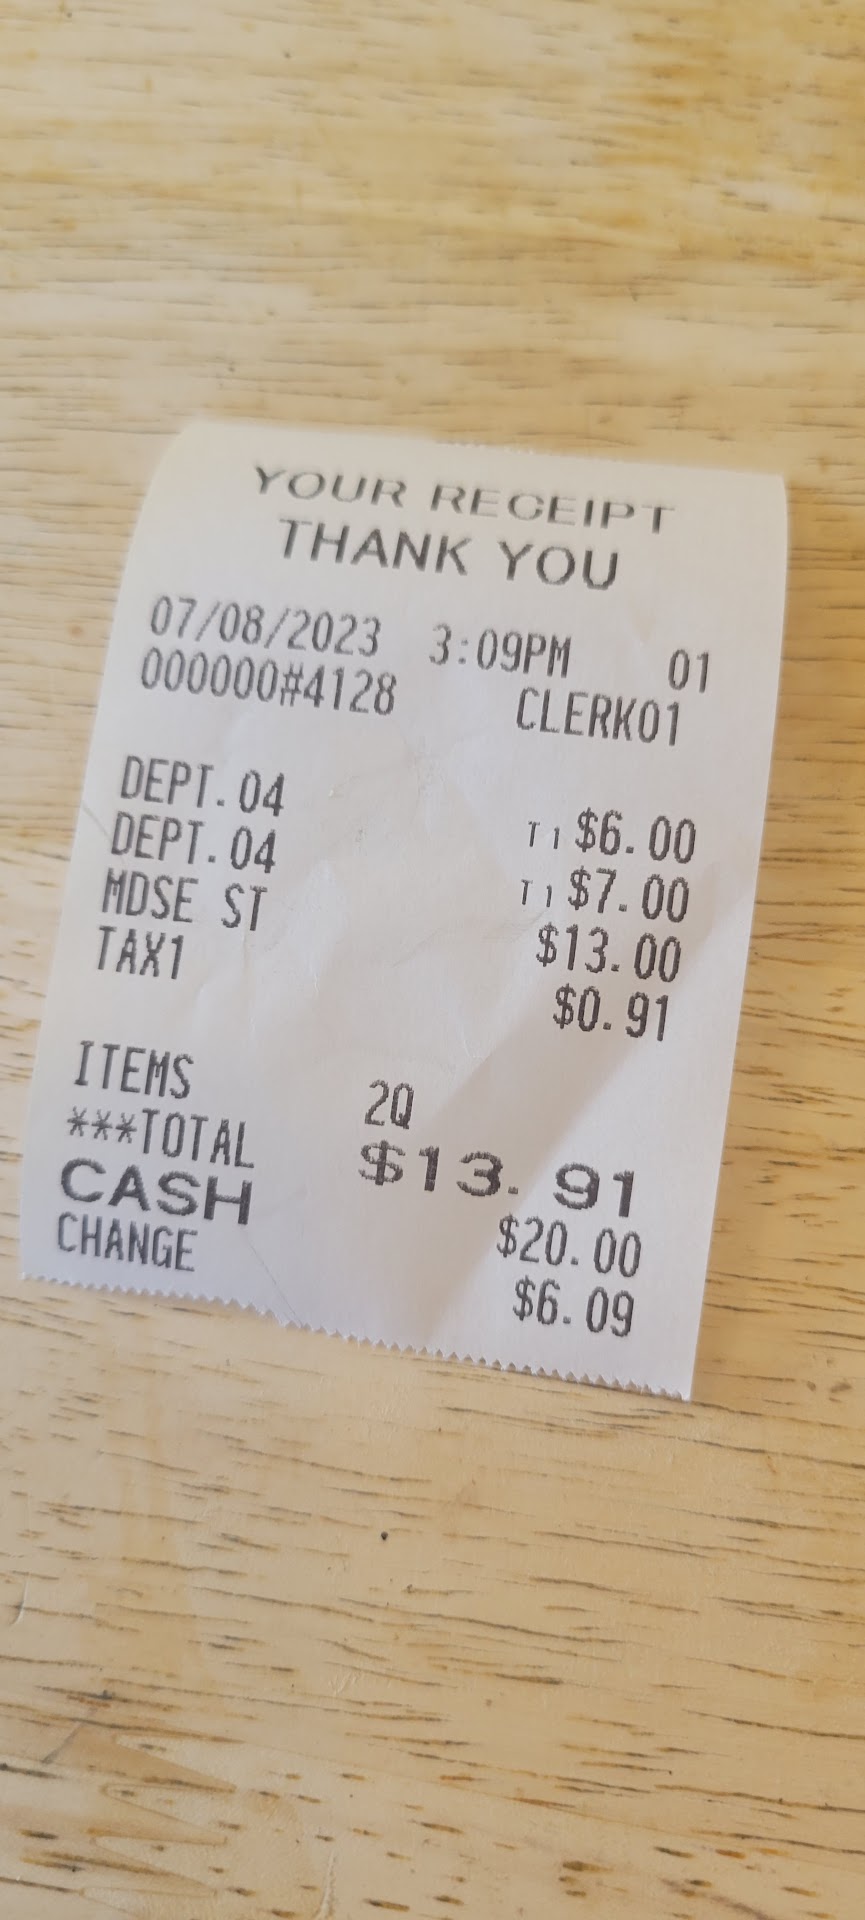 YOUR RECEIPT
THANK YOU
07/08/2023 3:09PM 01
000000#4128 CLERK01
DEPT.04 T1 $6.00
DEPT.04 T1 $7.00
MDSE ST $13.00
TAX1 $0.91
ITEMS 2Q
***TOTAL $13.91
CASH $20.00
CHANGE $6.09